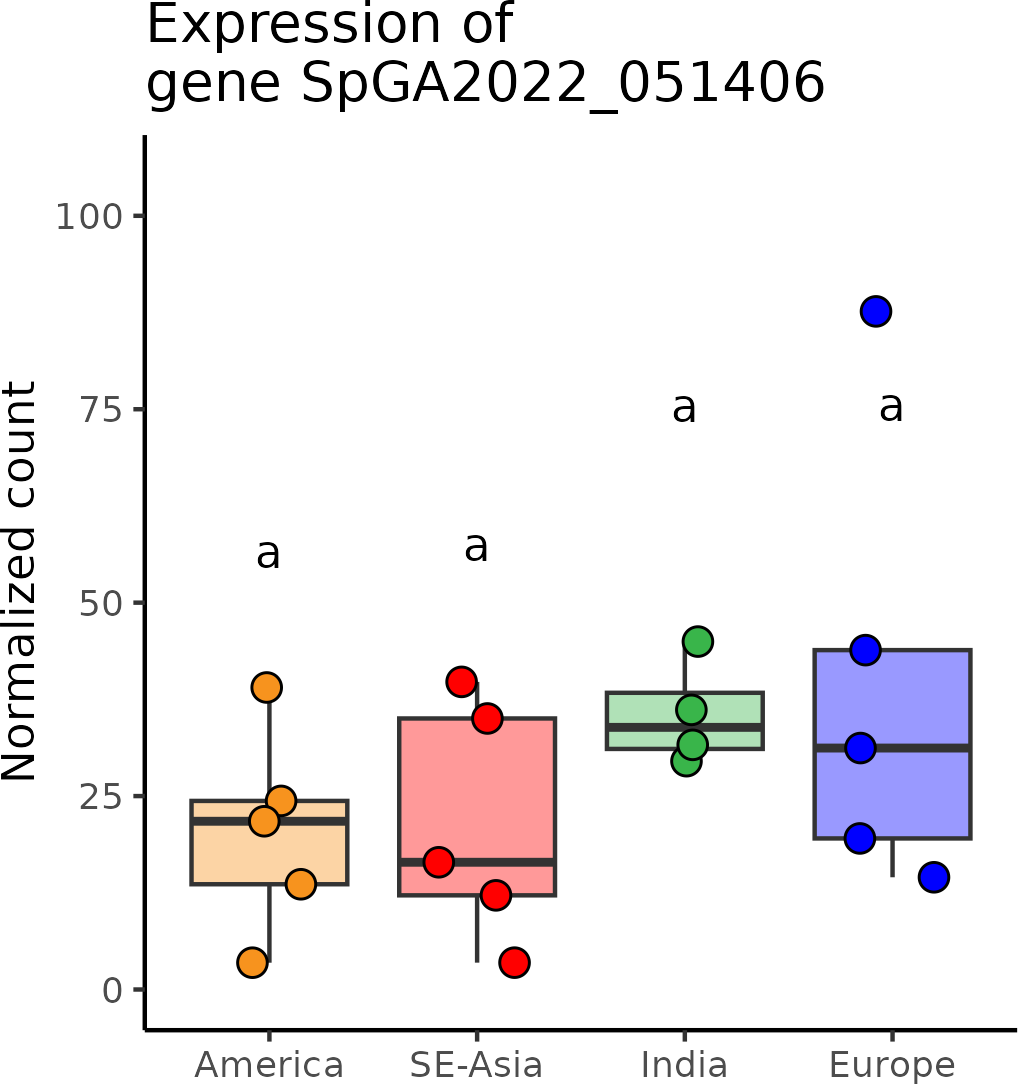 Expression of
gene SpGA2022_051406
Normalized count
100
75
50
25
0
a
a
a
a
America
SE-Asia
India
Europe